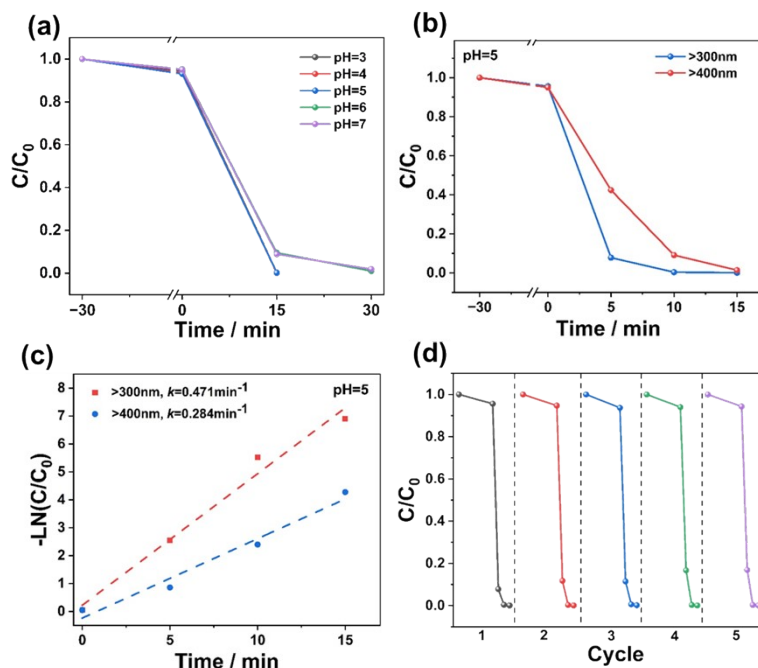 (a)
pH=3
pH=4
pH=5
pH=6
pH=7
C/C0
1.0
0.8
0.6
0.4
0.2
0.0
−30 0 15 30
Time / min
(b)
pH=5
>300nm
>400nm
C/C0
1.0
0.8
0.6
0.4
0.2
0.0
−30 0 5 10 15
Time / min
(c)
>300nm, k=0.471min-1
>400nm, k=0.284min-1
pH=5
-LN(C/C0)
8
7
6
5
4
3
2
1
0
0 5 10 15
Time / min
(d)
C/C0
1.0
0.8
0.6
0.4
0.2
0.0
1 2 3 4 5
Cycle